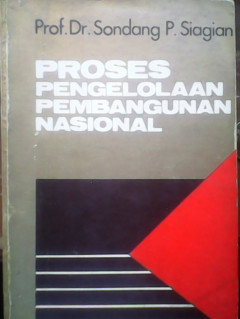 Prof.Dr. Sondang P. Siagian
PROSES
PENGELOLAAN
PEMBANGUNAN
NASIONAL